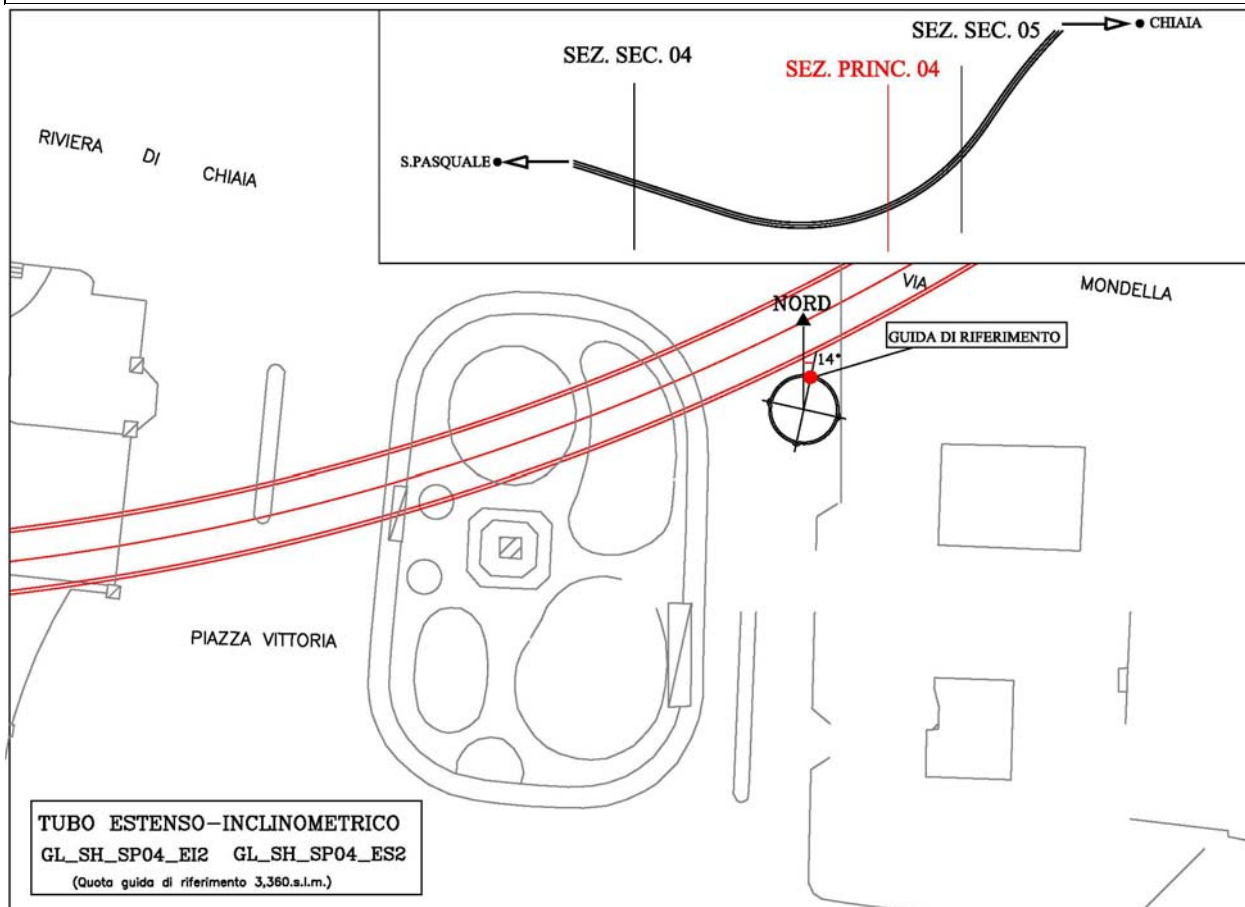 SEZ. SEC. 04
SEZ. PRINC. 04
SEZ. SEC. 05
CHIAIA
S.PASQUALE
RIVIERA DI CHIAIA
VIA MONDELLA
NORD
14°
GUIDA DI RIFERIMENTO
PIAZZA VITTORIA
TUBO ESTENSO-INCLINOMETRICO
GL_SH_SP04_EI2 GL_SH_SP04_ES2
(Quota guida di riferimento 3,360.s.l.m.)